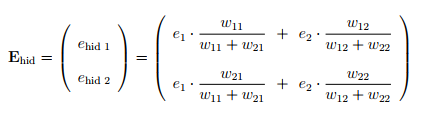 E_hid = ( e_hid 1 ; e_hid 2 ) = ( e_1 · w_11 / (w_11 + w_21) + e_2 · w_12 / (w_12 + w_22) ;
e_1 · w_21 / (w_11 + w_21) + e_2 · w_22 / (w_12 + w_22) )